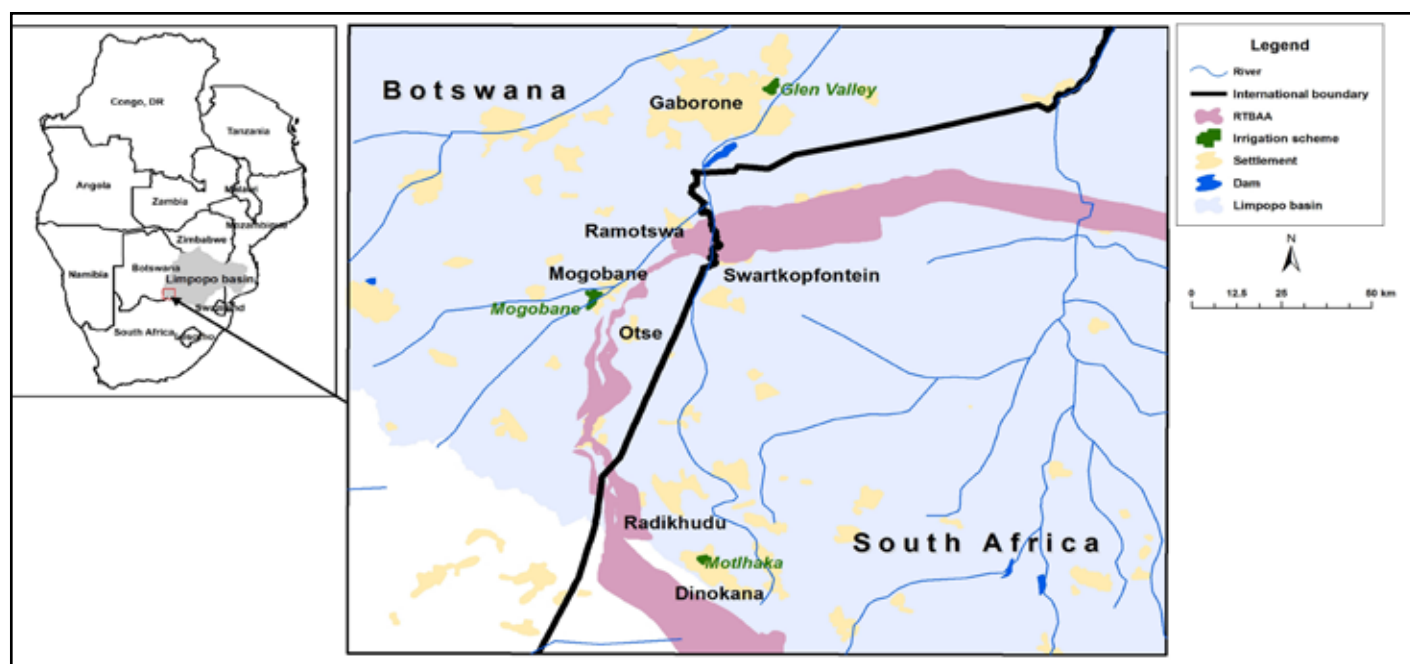 Congo, DR
Tanzania
Angola
Malawi
Zambia
Mozambique
Zimbabwe
Namibia
Botswana
Limpopo basin
Swaziland
South Africa
Lesotho
Botswana
Gaborone
Glen Valley
Ramotswa
Mogobane
Swartkopfontein
Mogobane
Otse
Radikhudu
South Africa
Motlhaka
Dinokana
Legend
River
International boundary
RTBAA
Irrigation scheme
Settlement
Dam
Limpopo basin
N
0 12,5 25 50 km